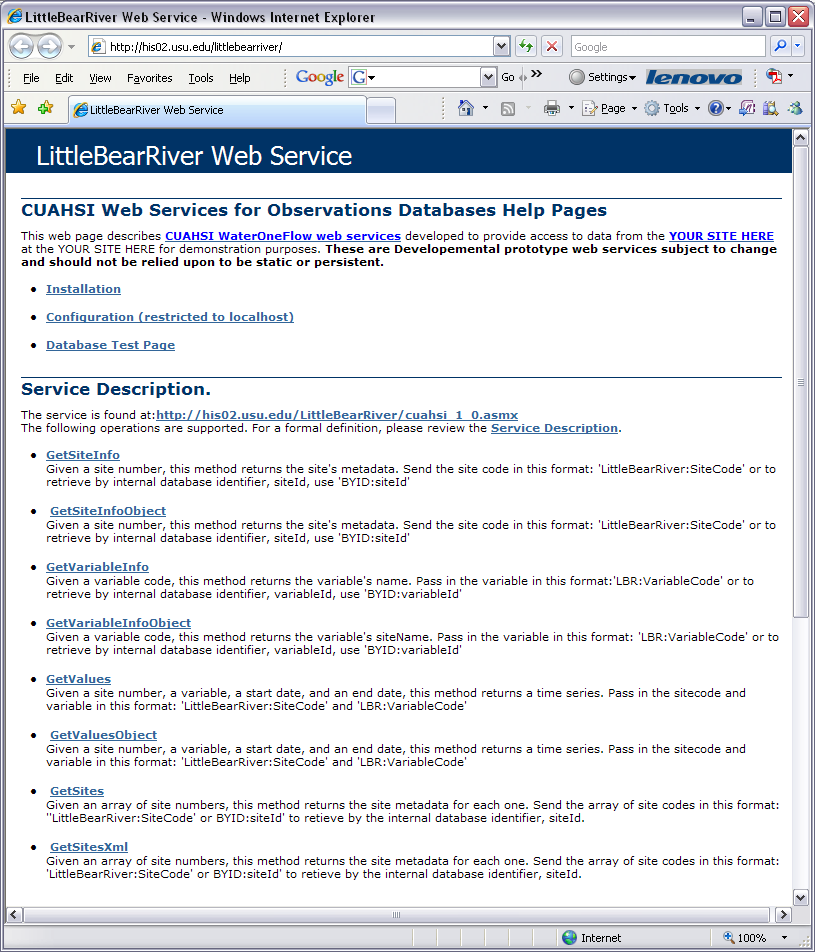 LittleBearRiver Web Service - Windows Internet Explorer
http://his02.usu.edu/littlebearriver/
Google
File Edit View Favorites Tools Help
Google G Go » Settings lenovo
LittleBearRiver Web Service
Page Tools
LittleBearRiver Web Service
CUAHSI Web Services for Observations Databases Help Pages
This web page describes CUAHSI WaterOneFlow web services developed to provide access to data from the YOUR SITE HERE
at the YOUR SITE HERE for demonstration purposes. These are Developemental prototype web services subject to change
and should not be relied upon to be static or persistent.
• Installation
• Configuration (restricted to localhost)
• Database Test Page
Service Description.
The service is found at:http://his02.usu.edu/LittleBearRiver/cuahsi_1_0.asmx
The following operations are supported. For a formal definition, please review the Service Description.
• GetSiteInfo
Given a site number, this method returns the site's metadata. Send the site code in this format: 'LittleBearRiver:SiteCode' or to
retrieve by internal database identifier, siteId, use 'BYID:siteId'
• GetSiteInfoObject
Given a site number, this method returns the site's metadata. Send the site code in this format: 'LittleBearRiver:SiteCode' or to
retrieve by internal database identifier, siteId, use 'BYID:siteId'
• GetVariableInfo
Given a variable code, this method returns the variable's name. Pass in the variable in this format:'LBR:VariableCode' or to
retrieve by internal database identifier, variableId, use 'BYID:variableId'
• GetVariableInfoObject
Given a variable code, this method returns the variable's siteName. Pass in the variable in this format: 'LBR:VariableCode' or to
retrieve by internal database identifier, variableId, use 'BYID:variableId'
• GetValues
Given a site number, a variable, a start date, and an end date, this method returns a time series. Pass in the sitecode and
variable in this format: 'LittleBearRiver:SiteCode' and 'LBR:VariableCode'
• GetValuesObject
Given a site number, a variable, a start date, and an end date, this method returns a time series. Pass in the sitecode and
variable in this format: 'LittleBearRiver:SiteCode' and 'LBR:VariableCode'
• GetSites
Given an array of site numbers, this method returns the site metadata for each one. Send the array of site codes in this format:
''LittleBearRiver:SiteCode' or BYID:siteId' to retieve by the internal database identifier, siteId.
• GetSitesXml
Given an array of site numbers, this method returns the site metadata for each one. Send the array of site codes in this format:
'LittleBearRiver:SiteCode' or BYID:siteId' to retieve by the internal database identifier, siteId.
Internet 100%